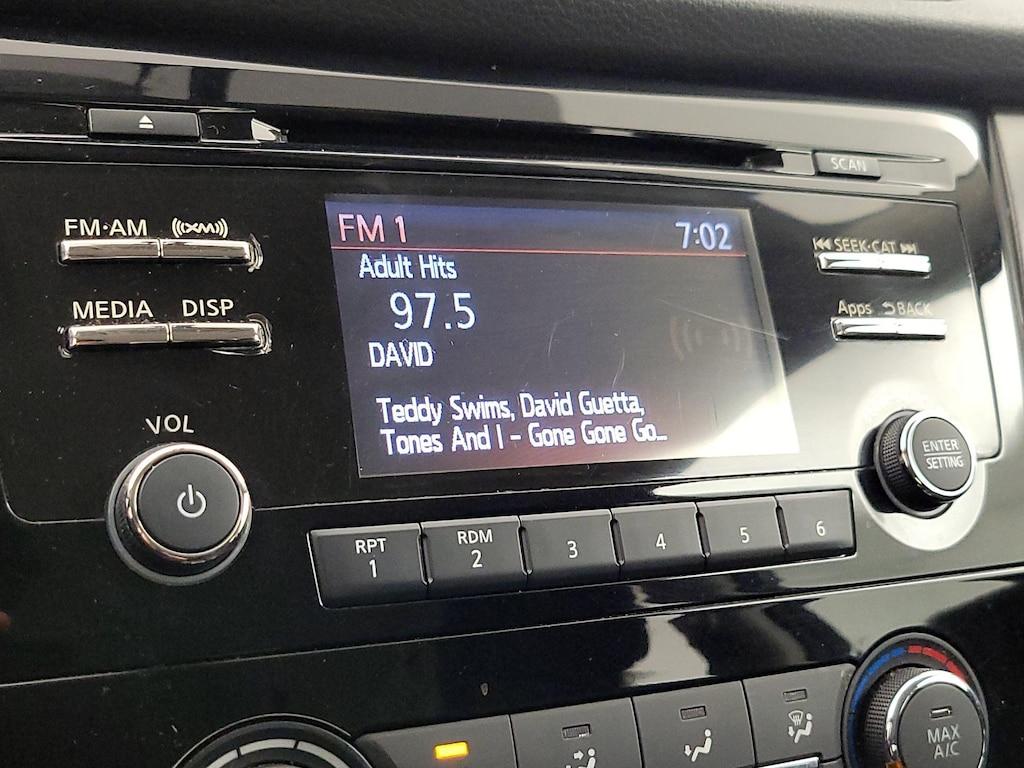 SCAN
FM·AM
((XM))
FM 1
7:02
SEEK·CAT
Adult Hits
97.5
MEDIA
DISP
Apps
BACK
DAVID
Teddy Swims, David Guetta,
Tones And I - Gone Gone Go...
VOL
ENTER
SETTING
RPT
1
RDM
2
3
4
5
6
MAX
A/C